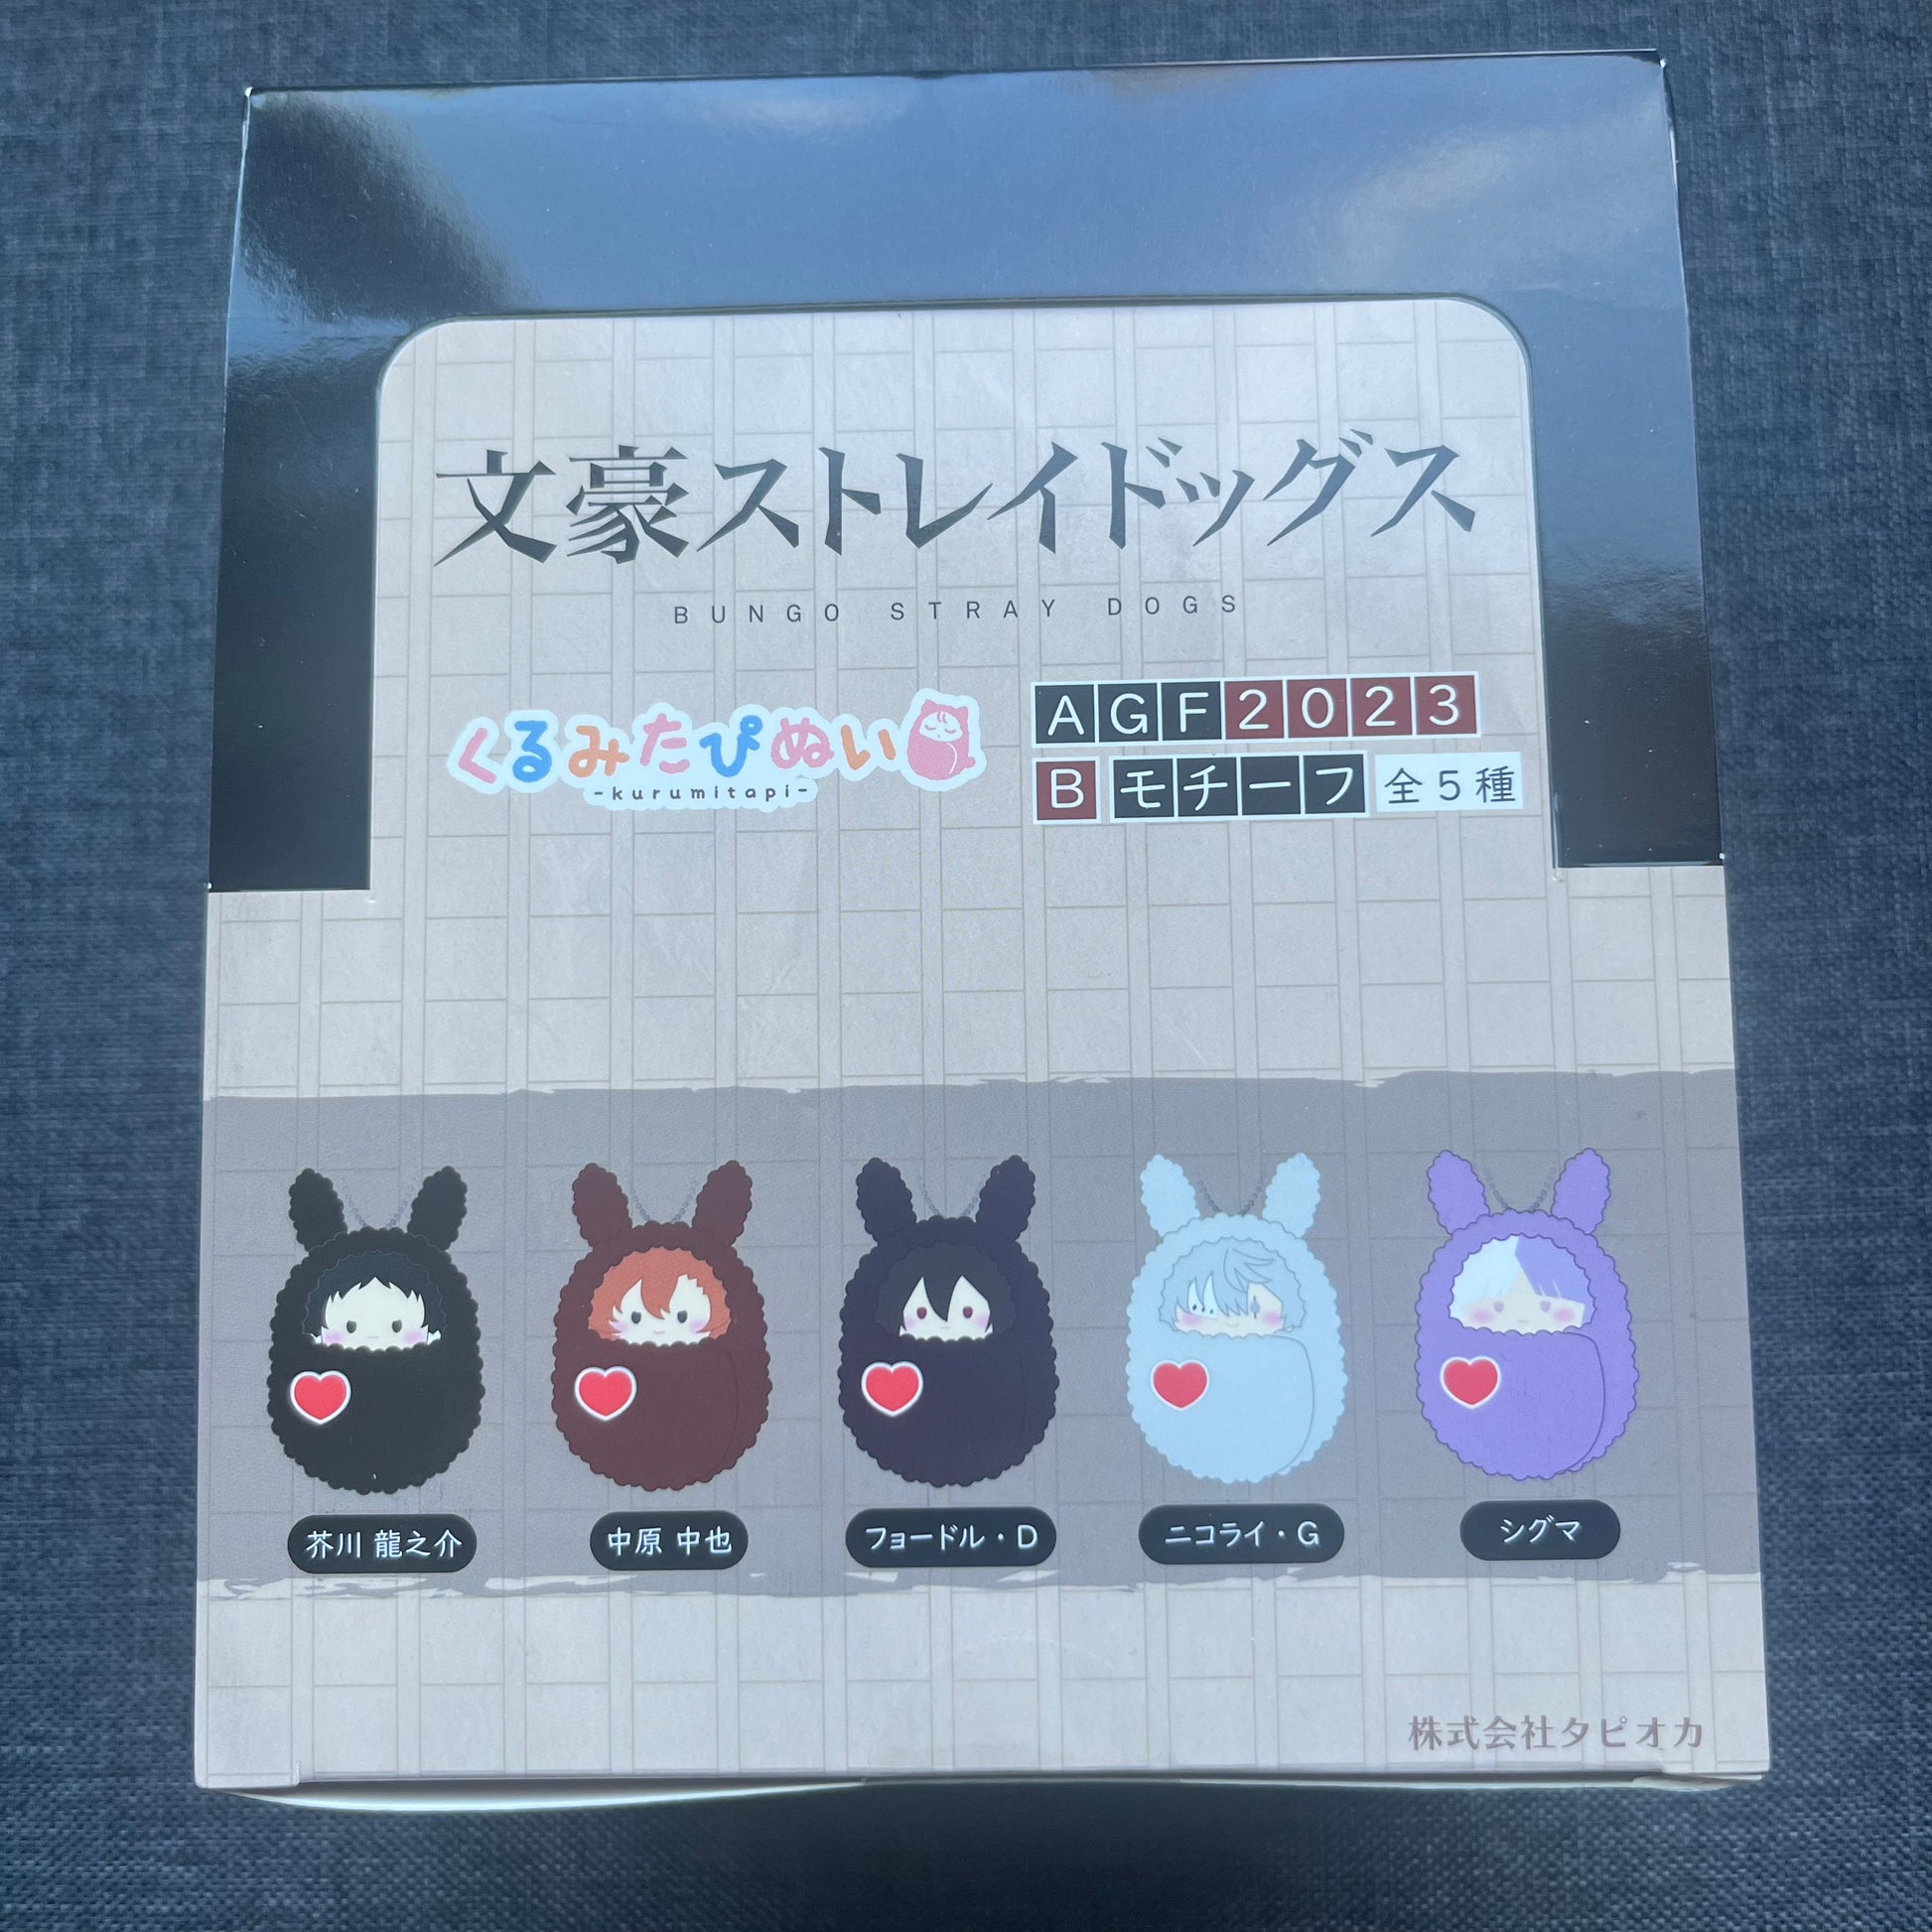 文豪ストレイドッグス
BUNGO STRAY DOGS
くるみたぴぬい
-kurumitapi-
AGF2023
Bモチーフ 全5種
芥川 龍之介
中原 中也
フョードル・D
ニコライ・G
シグマ
株式会社タピオカ